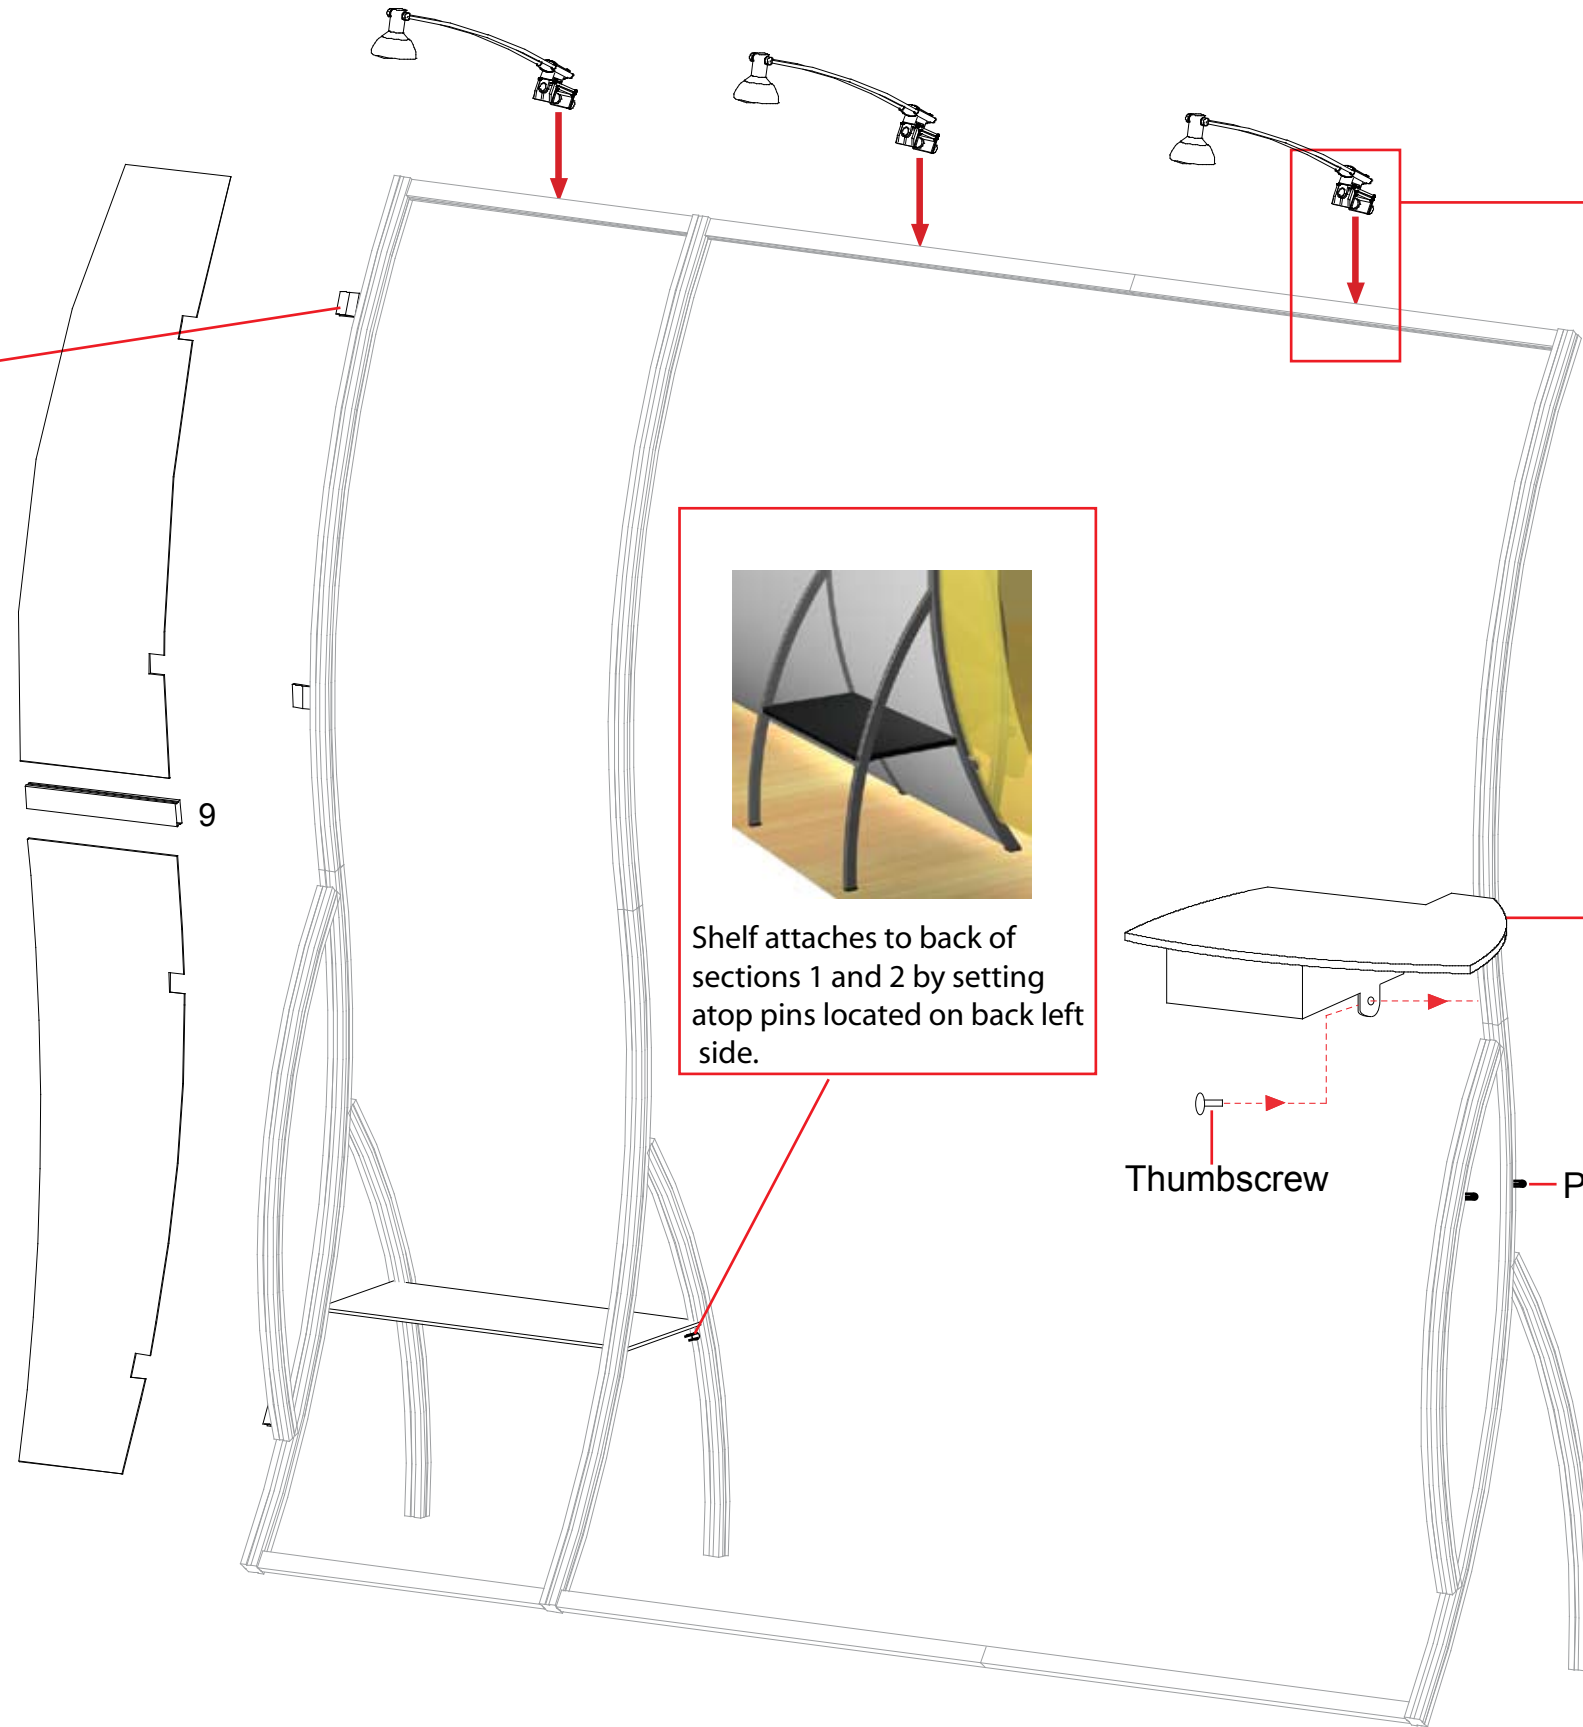 9
Shelf attaches to back of
sections 1 and 2 by setting
atop pins located on back left
side.
Thumbscrew
P